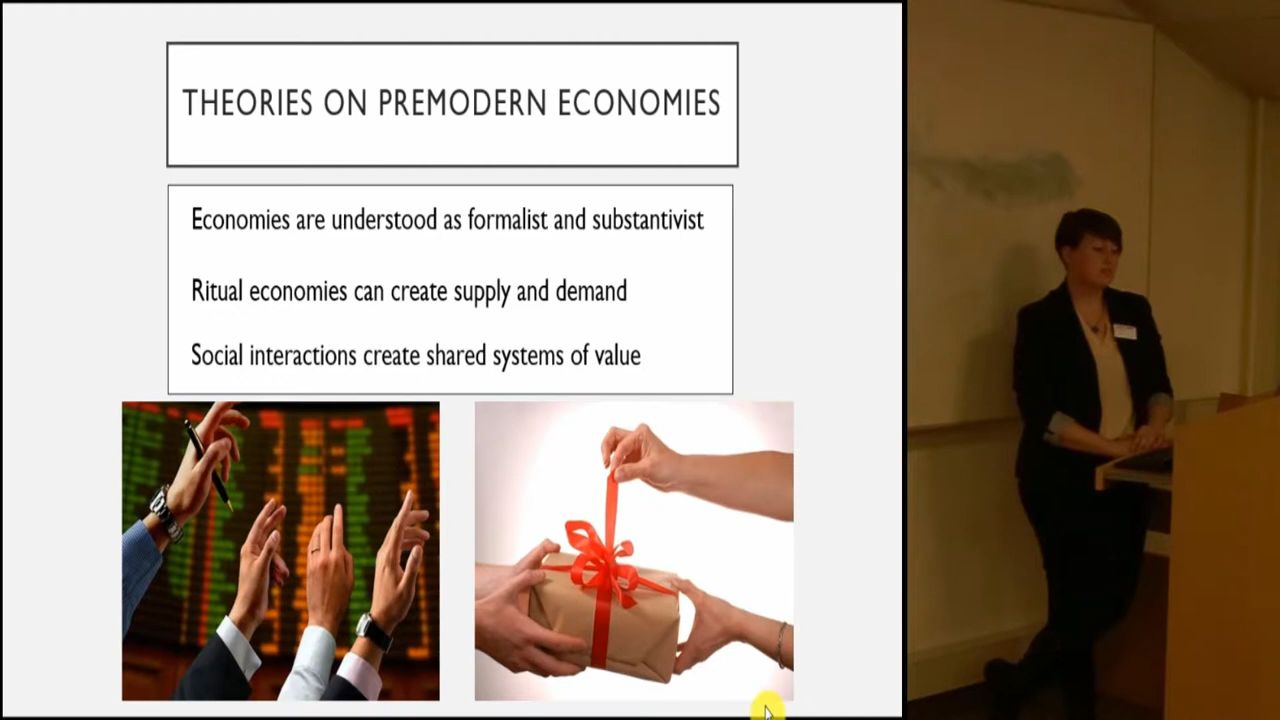 THEORIES ON PREMODERN ECONOMIES
Economies are understood as formalist and substantivist
Ritual economies can create supply and demand
Social interactions create shared systems of value